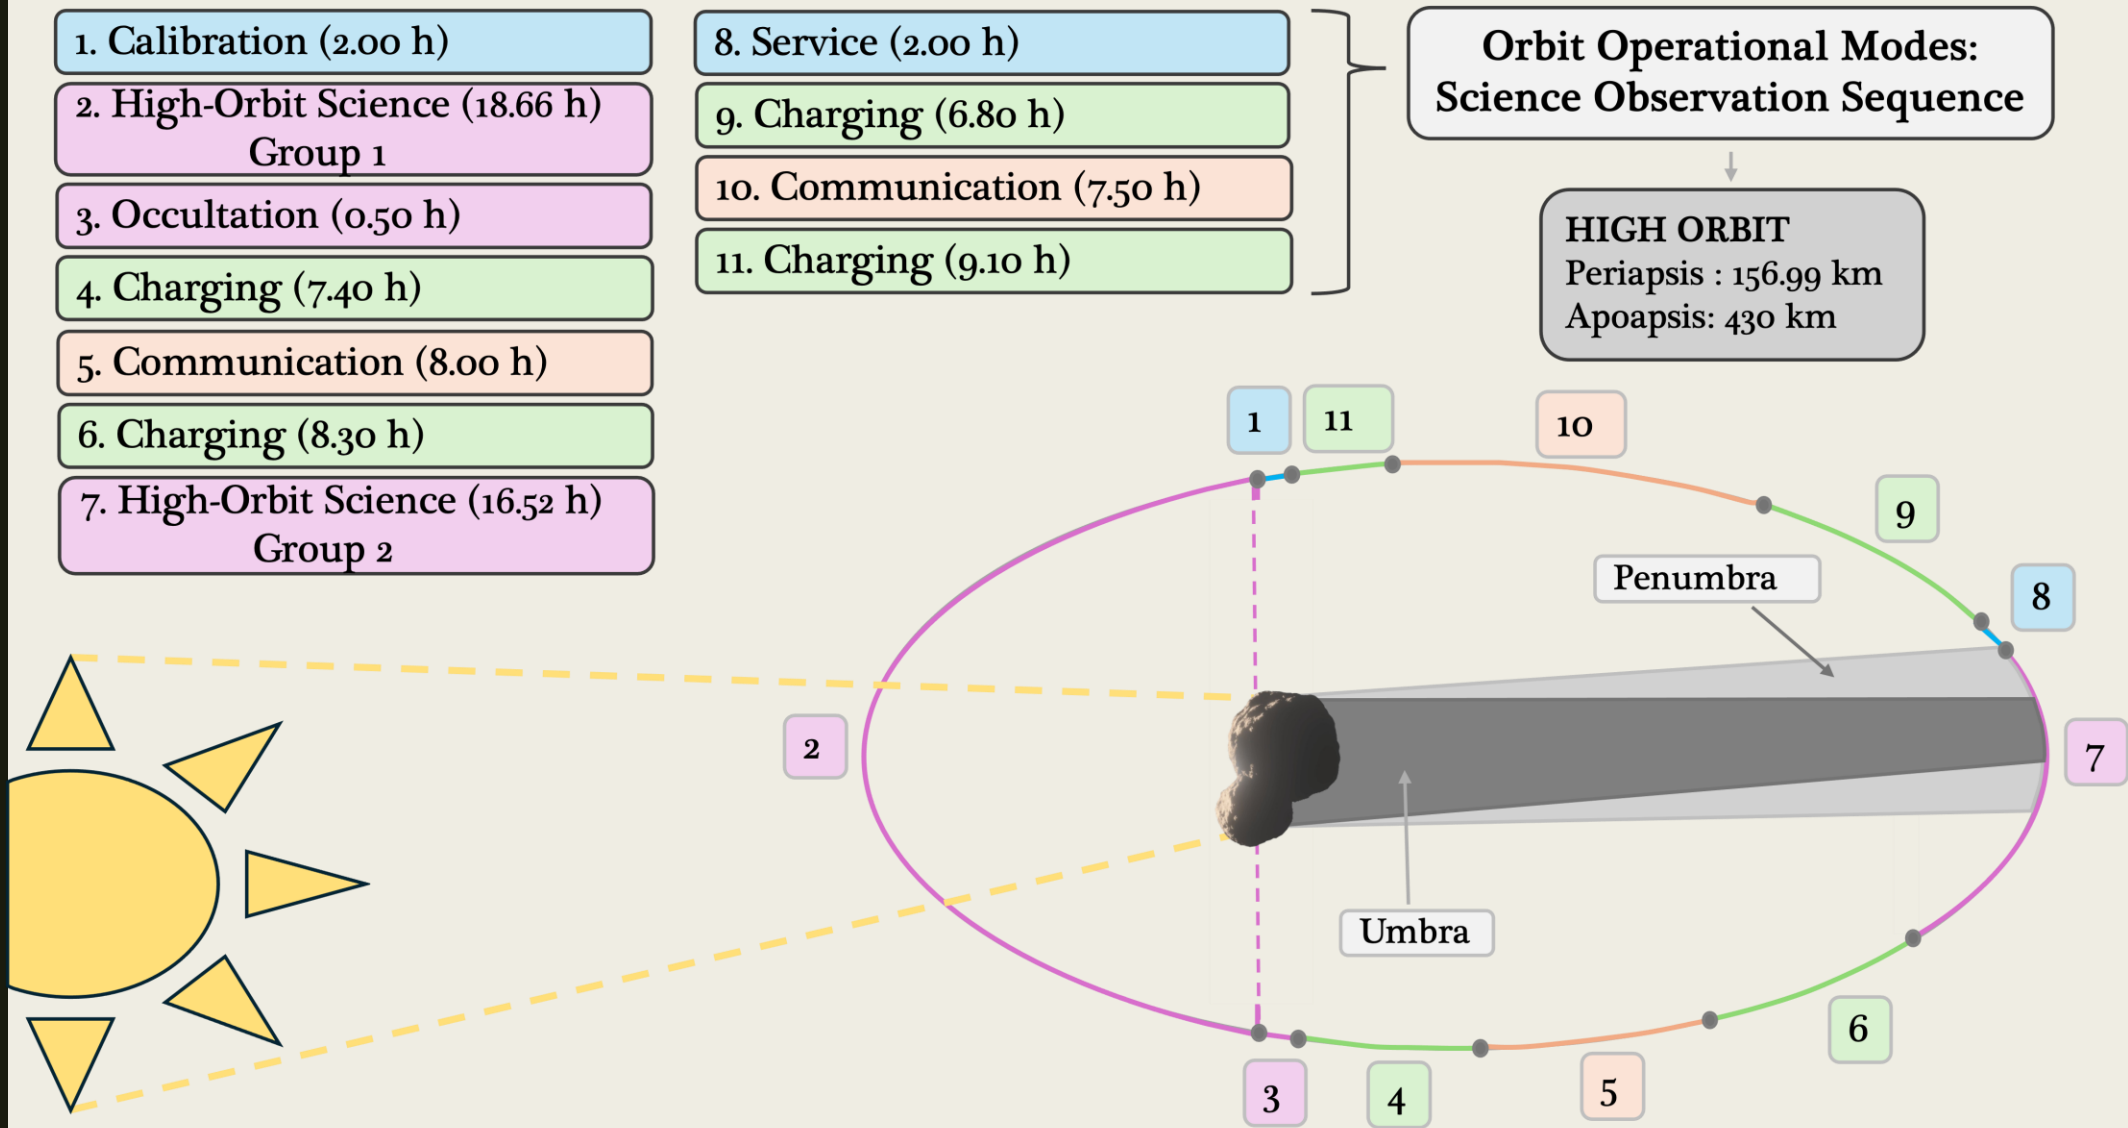 1. Calibration (2.00 h)
2. High-Orbit Science (18.66 h)
Group 1
3. Occultation (0.50 h)
4. Charging (7.40 h)
5. Communication (8.00 h)
6. Charging (8.30 h)
7. High-Orbit Science (16.52 h)
Group 2
8. Service (2.00 h)
9. Charging (6.80 h)
10. Communication (7.50 h)
11. Charging (9.10 h)
Orbit Operational Modes:
Science Observation Sequence
HIGH ORBIT
Periapsis : 156.99 km
Apoapsis: 430 km
1
11
10
9
Penumbra
8
2
7
Umbra
6
3
4
5